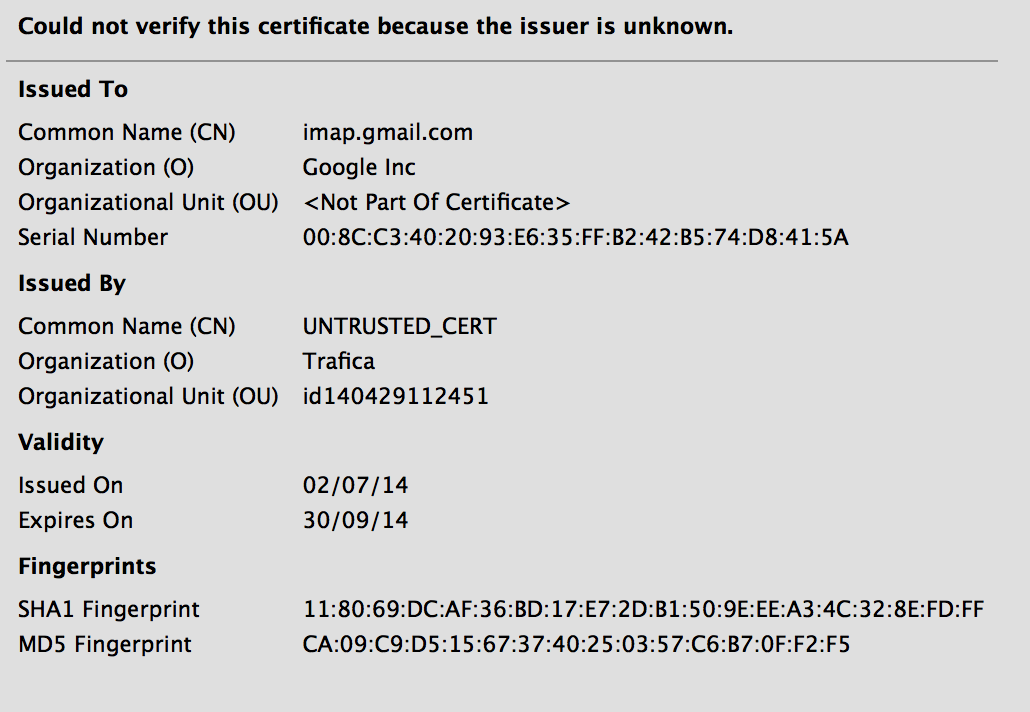 Could not verify this certificate because the issuer is unknown.
Issued To
Common Name (CN) imap.gmail.com
Organization (O) Google Inc
Organizational Unit (OU) <Not Part Of Certificate>
Serial Number 00:8C:C3:40:20:93:E6:35:FF:B2:42:B5:74:D8:41:5A
Issued By
Common Name (CN) UNTRUSTED_CERT
Organization (O) Trafica
Organizational Unit (OU) id140429112451
Validity
Issued On 02/07/14
Expires On 30/09/14
Fingerprints
SHA1 Fingerprint 11:80:69:DC:AF:36:BD:17:E7:2D:B1:50:9E:EE:A3:4C:32:8E:FD:FF
MD5 Fingerprint CA:09:C9:D5:15:67:37:40:25:03:57:C6:B7:0F:F2:F5